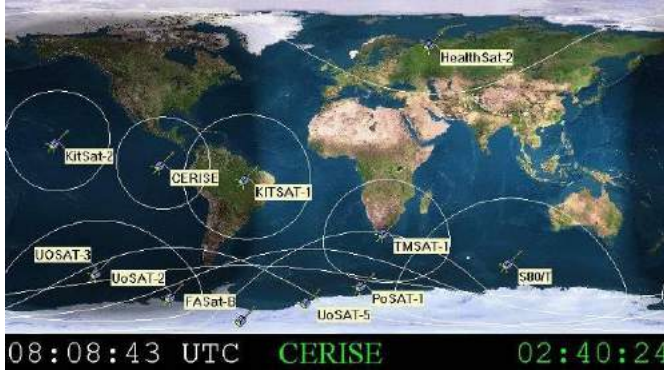 HealthSat-2
KitSat-2
CERISE
KITSAT-1
UOSAT-3
TMSAT-1
UoSAT-2
S80/T
FASat-B
PoSAT-1
UoSAT-5
08:08:43 UTC CERISE 02:40:24